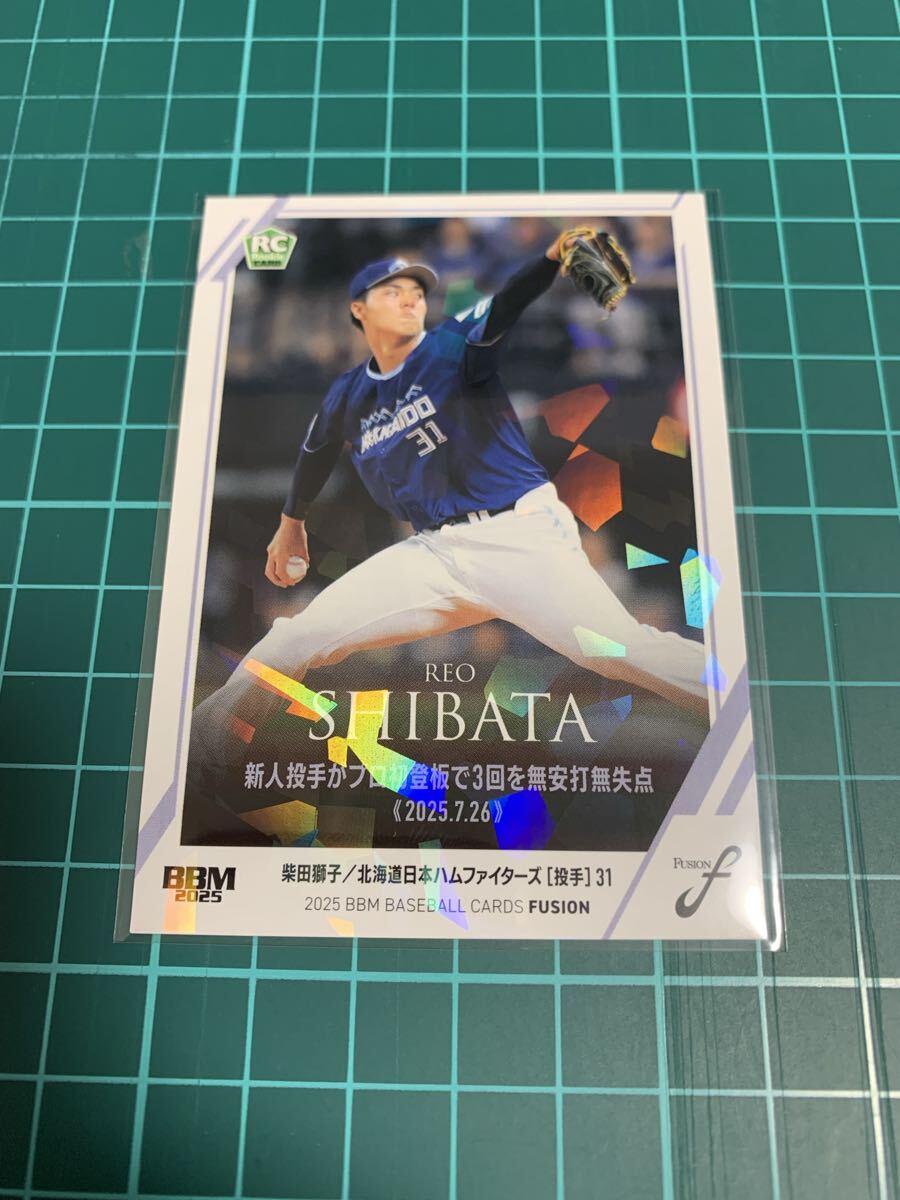 RC
Rookie
CARD
HOKKAIDO
31
REO
SHIBATA
新人投手がプロ初登板で3回を無安打無失点
《2025.7.26》
BBM
2025
柴田獅子／北海道日本ハムファイターズ［投手］31
2025 BBM BASEBALL CARDS FUSION
FUSION
f